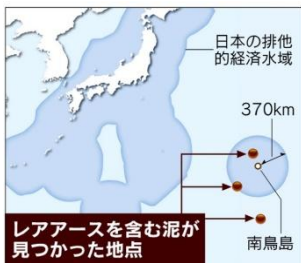 日本の排他
的経済水域
370km
南鳥島
レアアースを含む泥が
見つかった地点